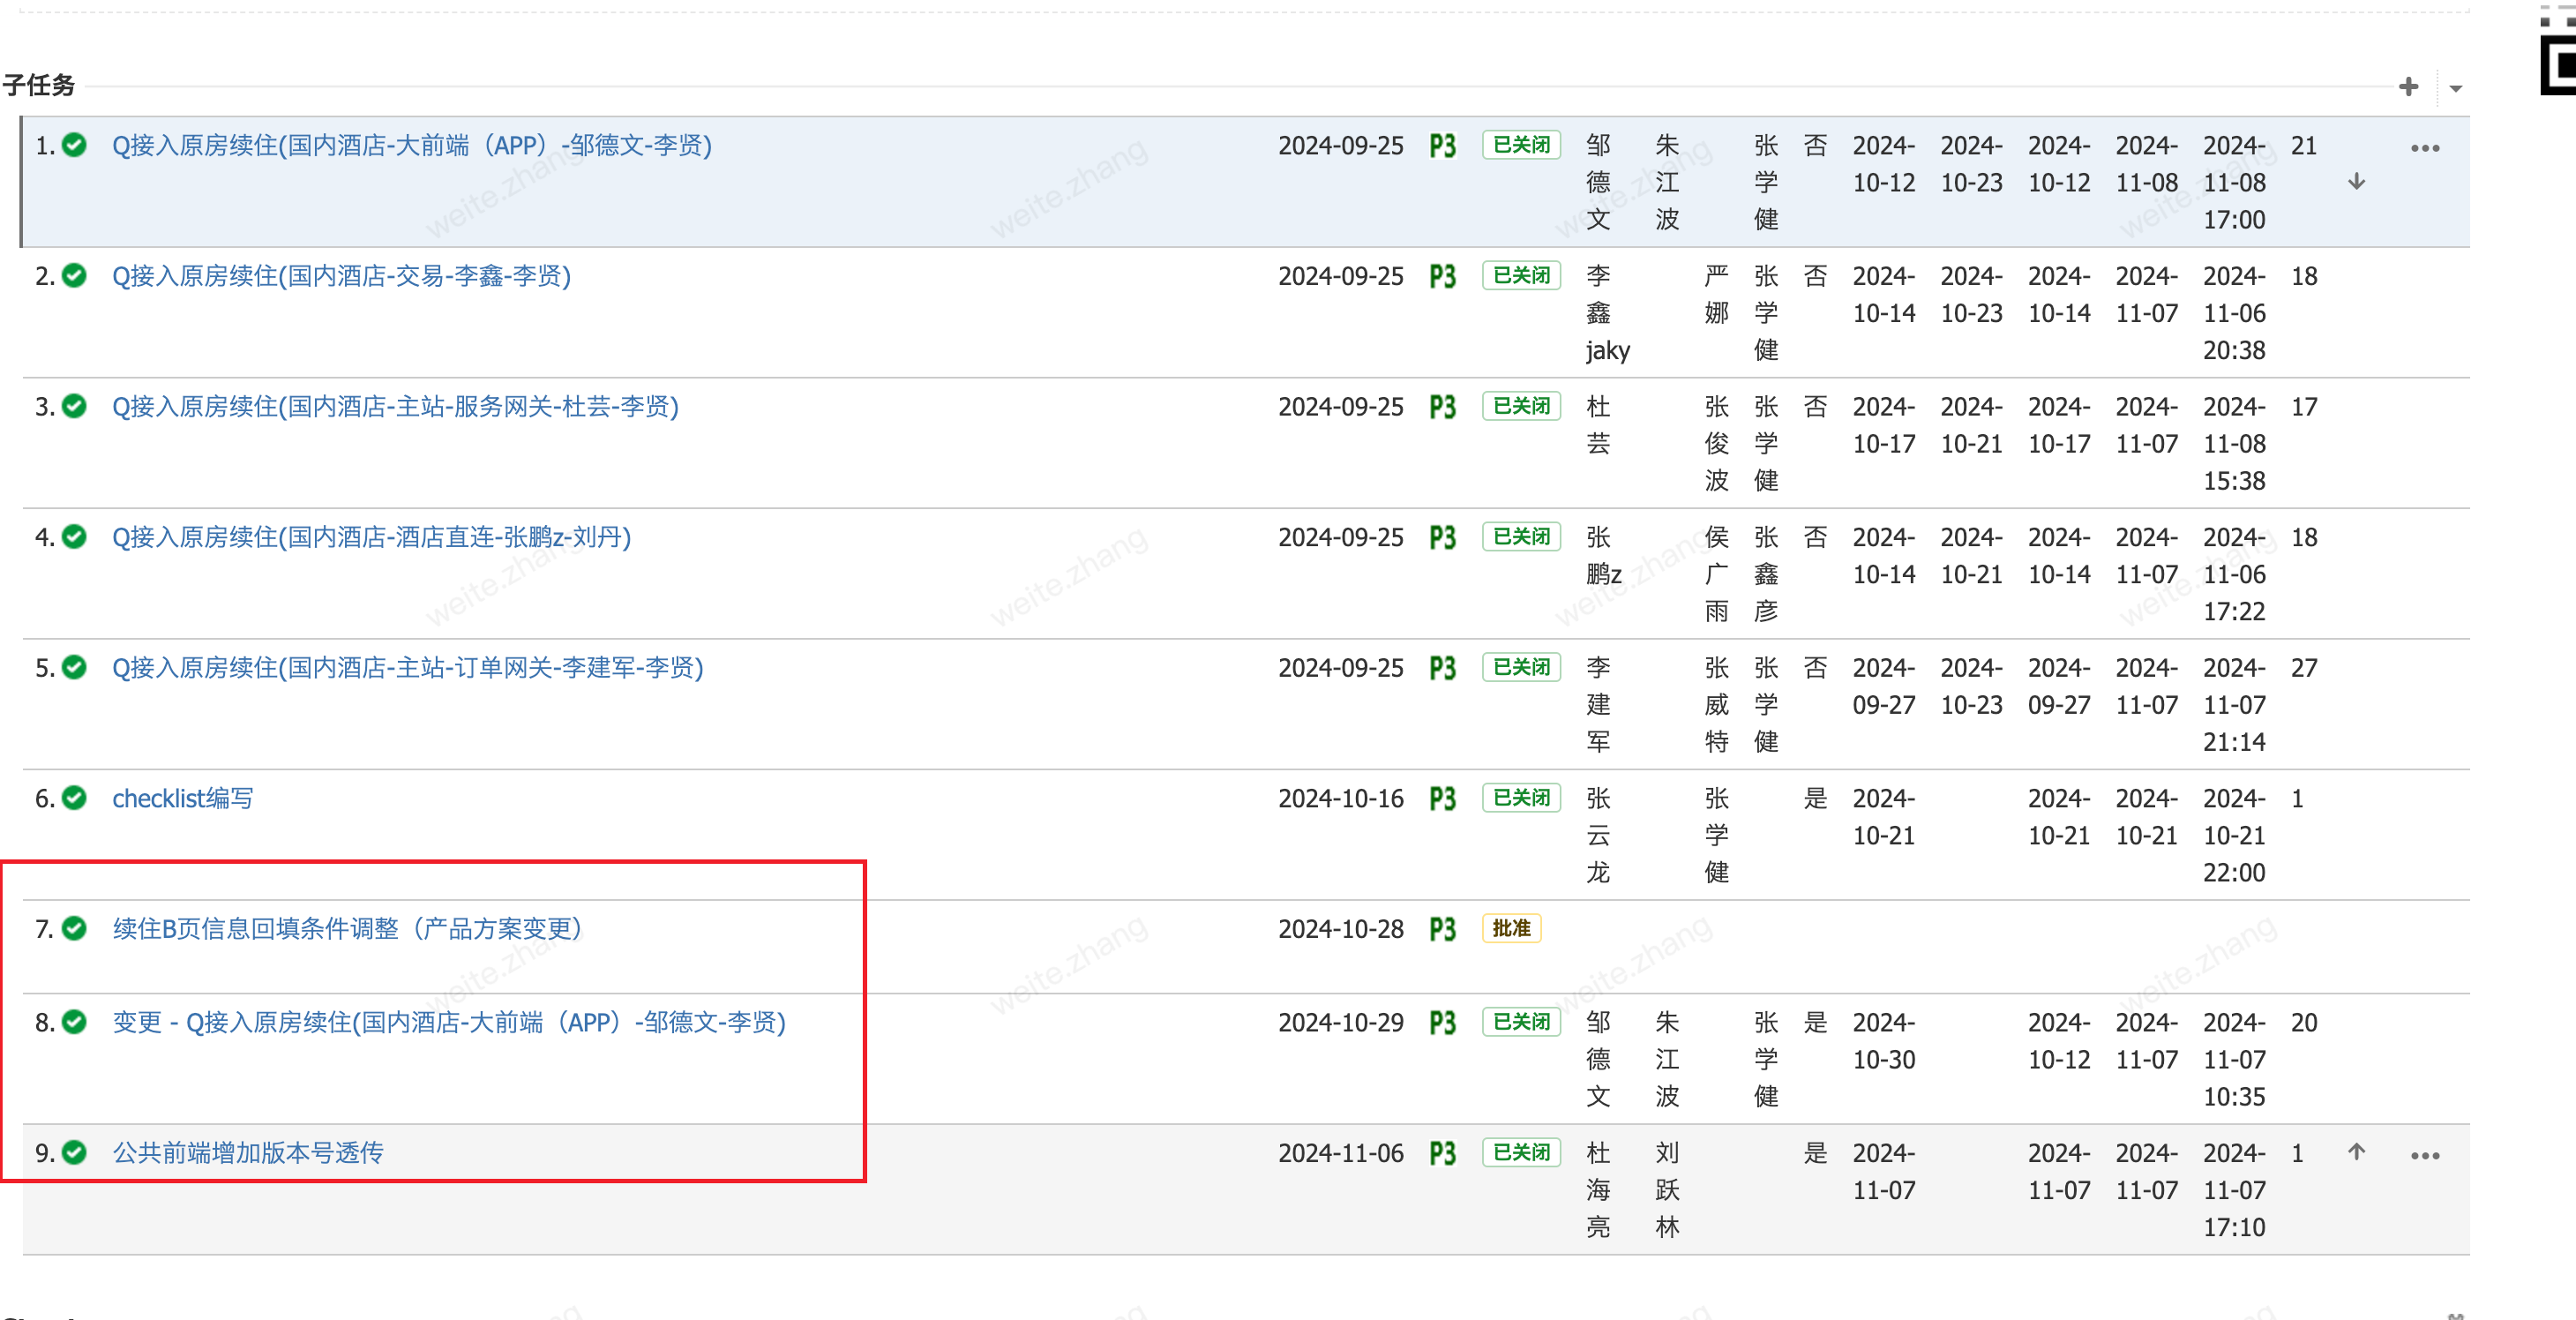 子任务
1. Q接入原房续住(国内酒店-大前端（APP）-邹德文-李贤) 2024-09-25 P3 已关闭 邹德文 朱江波 张学健 否 2024-10-12 2024-10-23 2024-10-12 2024-11-08 2024-11-08 17:00 21
2. Q接入原房续住(国内酒店-交易-李鑫-李贤) 2024-09-25 P3 已关闭 李鑫jaky 严娜 张学健 否 2024-10-14 2024-10-23 2024-10-14 2024-11-07 2024-11-06 20:38 18
3. Q接入原房续住(国内酒店-主站-服务网关-杜芸-李贤) 2024-09-25 P3 已关闭 杜芸 张俊波 张学健 否 2024-10-17 2024-10-21 2024-10-17 2024-11-07 2024-11-08 15:38 17
4. Q接入原房续住(国内酒店-酒店直连-张鹏z-刘丹) 2024-09-25 P3 已关闭 张鹏z 侯广雨 张鑫彦 否 2024-10-14 2024-10-21 2024-10-14 2024-11-07 2024-11-06 17:22 18
5. Q接入原房续住(国内酒店-主站-订单网关-李建军-李贤) 2024-09-25 P3 已关闭 李建军 张威特 张学健 否 2024-09-27 2024-10-23 2024-09-27 2024-11-07 2024-11-07 21:14 27
6. checklist编写 2024-10-16 P3 已关闭 张云龙 张学健 是 2024-10-21 2024-10-21 2024-10-21 2024-10-21 22:00 1
7. 续住B页信息回填条件调整（产品方案变更） 2024-10-28 P3 批准
8. 变更 - Q接入原房续住(国内酒店-大前端（APP）-邹德文-李贤) 2024-10-29 P3 已关闭 邹德文 朱江波 张学健 是 2024-10-30 2024-10-12 2024-11-07 2024-11-07 10:35 20
9. 公共前端增加版本号透传 2024-11-06 P3 已关闭 杜海亮 刘跃林 是 2024-11-07 2024-11-07 2024-11-07 2024-11-07 17:10 1
weite.zhang